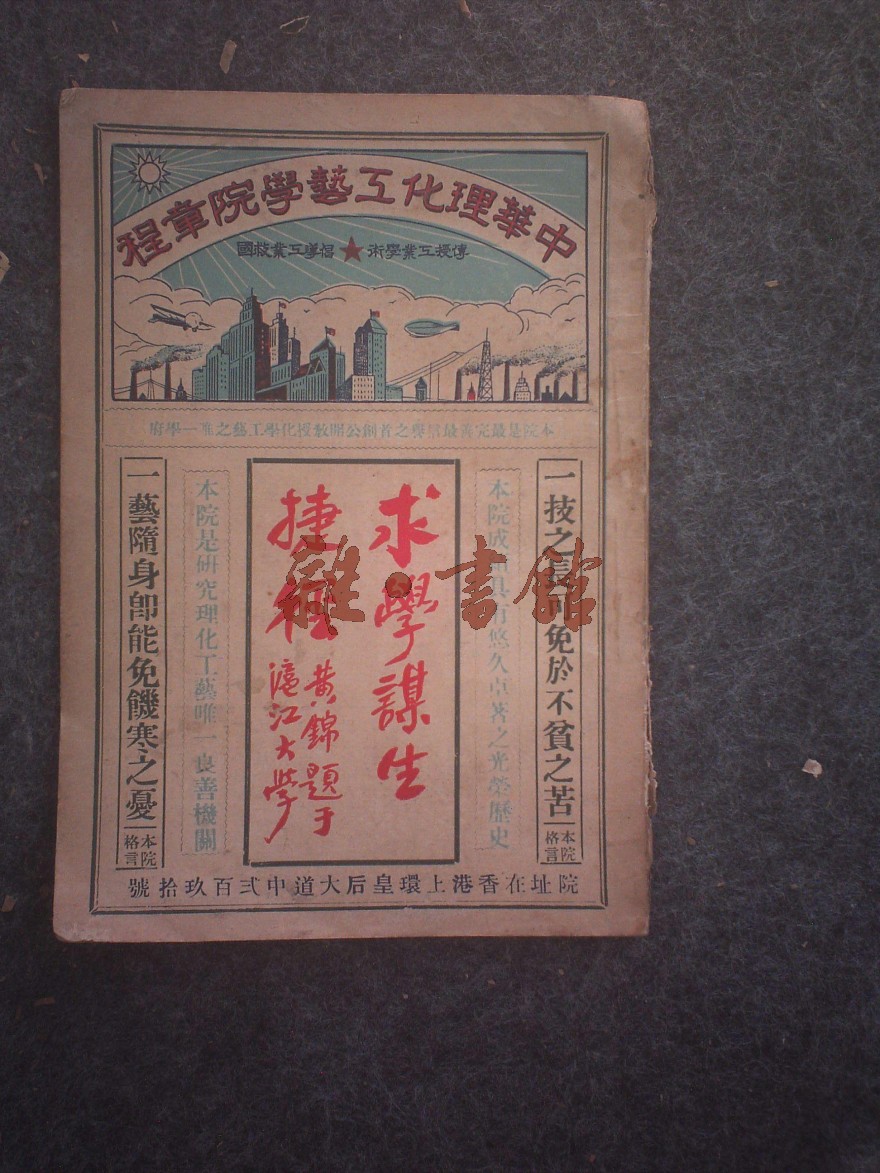 中華理化工藝學院章程
傳授工業學術★倡導工業救國
本院是最完善最信譽之首創公開教授化學工藝之唯一學府
一技之長可免於不貧之苦
本院格言
本院成
具有悠久卓著之光榮歷史
求學謀生
捷徑
黃錦題于
滬江大學
本院是研究理化工藝唯一良善機關
一藝隨身卽能免饑寒之憂
本院格言
院址在香港上環皇后大道中弍百玖拾號
雜·書館